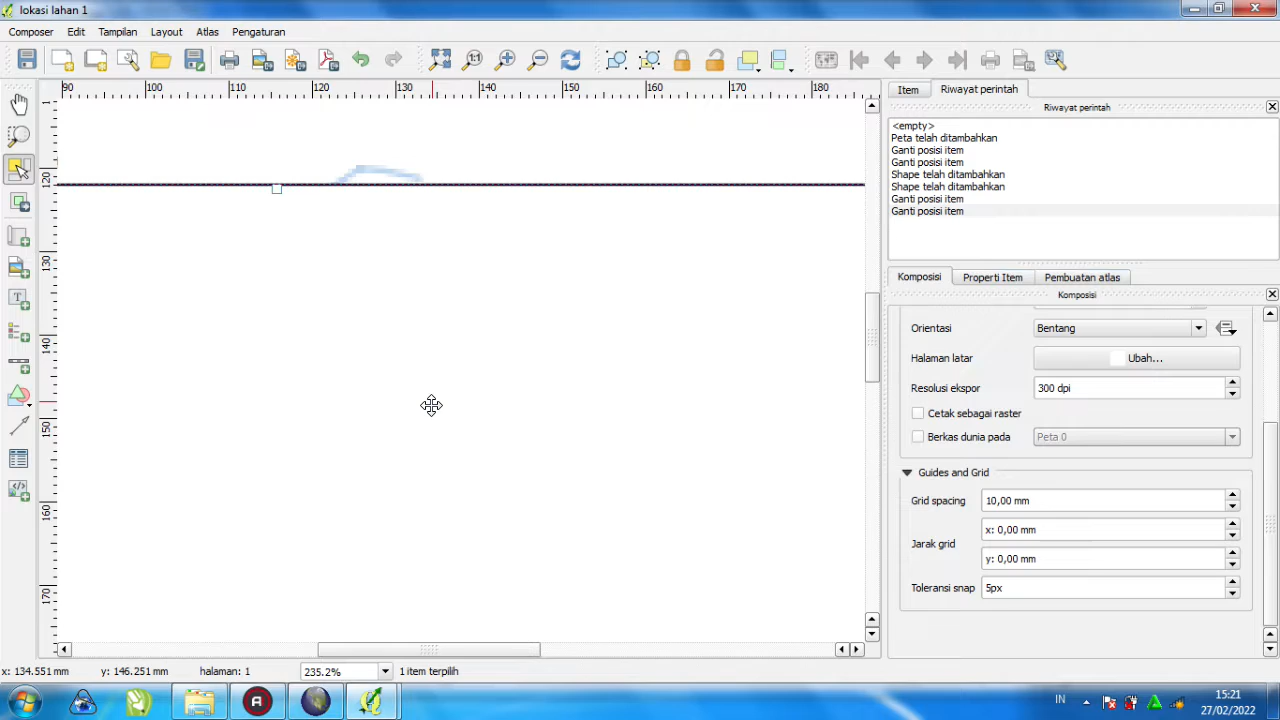 lokasi lahan 1
Composer Edit Tampilan Layout Atlas Pengaturan
Item Riwayat perintah
Riwayat perintah
<empty>
Peta telah ditambahkan
Ganti posisi item
Ganti posisi item
Shape telah ditambahkan
Shape telah ditambahkan
Ganti posisi item
Ganti posisi item
Komposisi Properti Item Pembuatan atlas
Komposisi
Orientasi Bentang
Halaman latar Ubah...
Resolusi ekspor 300 dpi
Cetak sebagai raster
Berkas dunia pada Peta 0
Guides and Grid
Grid spacing 10,00 mm
x: 0,00 mm
Jarak grid
y: 0,00 mm
Toleransi snap 5px
90 100 110 120 130 140 150 160 170 180
120
130
140
150
160
170
x: 134.551 mm y: 146.251 mm halaman: 1 235.2% 1 item terpilih
IN 15:21
27/02/2022